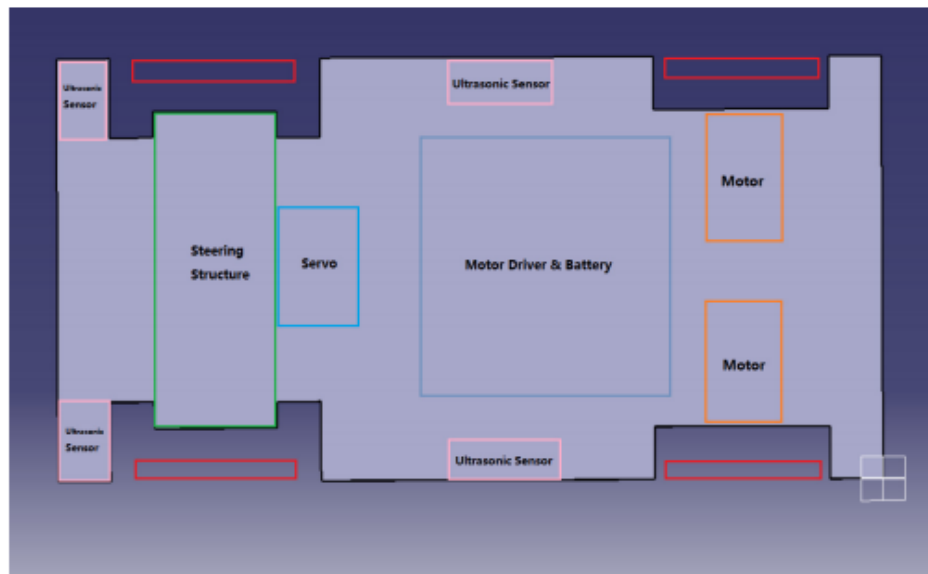 Ultrasonic
Sensor
Ultrasonic Sensor
Motor
Steering
Structure
Servo
Motor Driver & Battery
Motor
Ultrasonic
Sensor
Ultrasonic Sensor